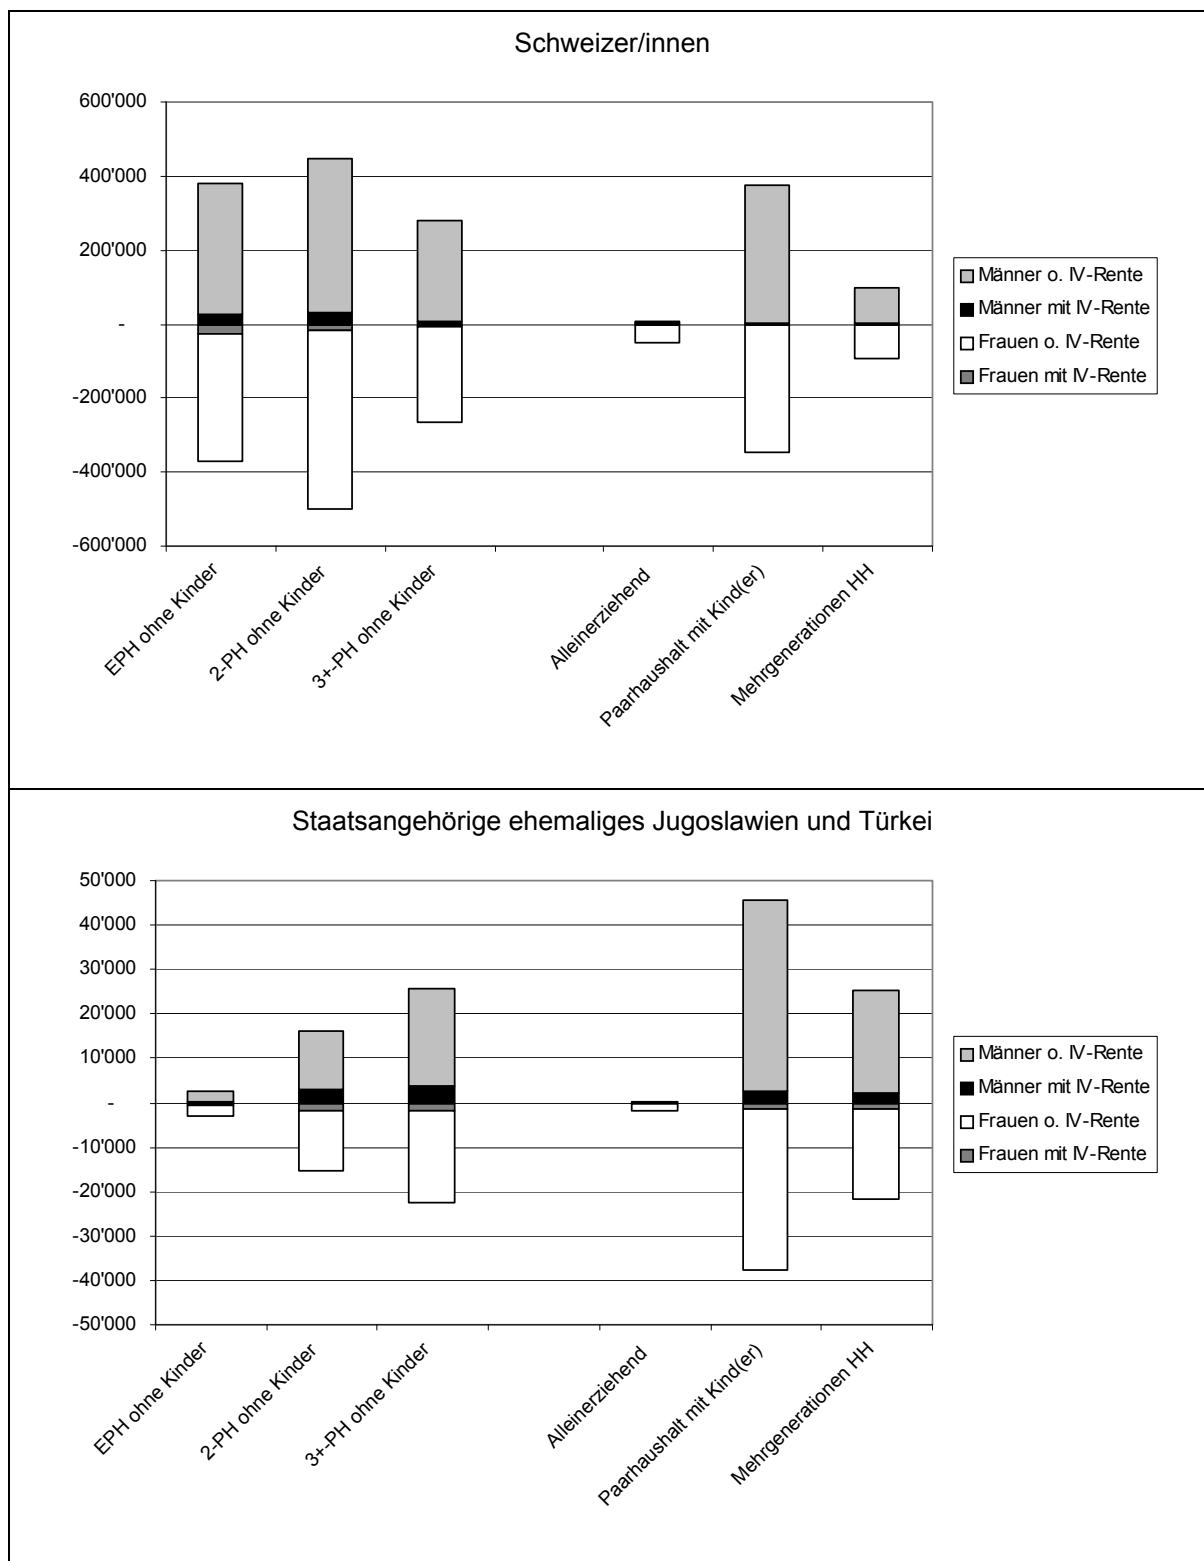 Schweizer/innen
600'000
400'000
200'000
-
-200'000
-400'000
-600'000
EPH ohne Kinder
2-PH ohne Kinder
3+-PH ohne Kinder
Alleinerziehend
Paarhaushalt mit Kind(er)
Mehrgenerationen HH
Männer o. IV-Rente
Männer mit IV-Rente
Frauen o. IV-Rente
Frauen mit IV-Rente
Staatsangehörige ehemaliges Jugoslawien und Türkei
50'000
40'000
30'000
20'000
10'000
-
-10'000
-20'000
-30'000
-40'000
-50'000
EPH ohne Kinder
2-PH ohne Kinder
3+-PH ohne Kinder
Alleinerziehend
Paarhaushalt mit Kind(er)
Mehrgenerationen HH
Männer o. IV-Rente
Männer mit IV-Rente
Frauen o. IV-Rente
Frauen mit IV-Rente